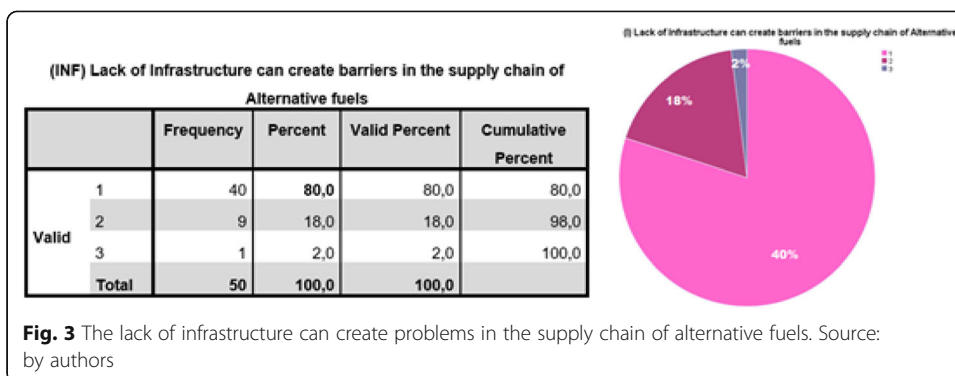 (INF) Lack of Infrastructure can create barriers in the supply chain of
Alternative fuels
Frequency Percent Valid Percent Cumulative
Percent
Valid
1 40 80,0 80,0 80,0
2 9 18,0 18,0 98,0
3 1 2,0 2,0 100,0
Total 50 100,0 100,0
(I) Lack of Infrastructure can create barriers in the supply chain of Alternative
fuels
1
2
3
2%
18%
40%
Fig. 3 The lack of infrastructure can create problems in the supply chain of alternative fuels. Source:
by authors